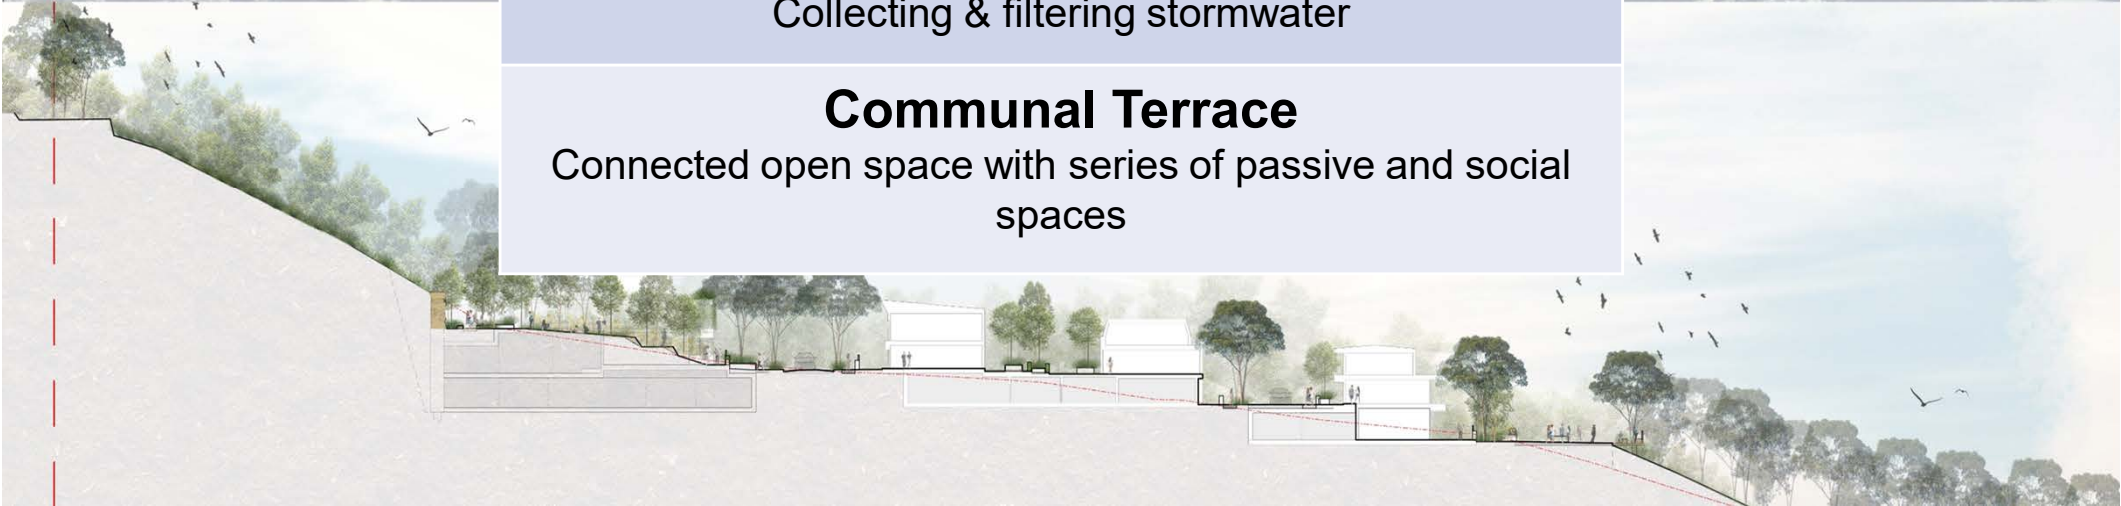 Collecting & filtering stormwater
Communal Terrace
Connected open space with series of passive and social
spaces